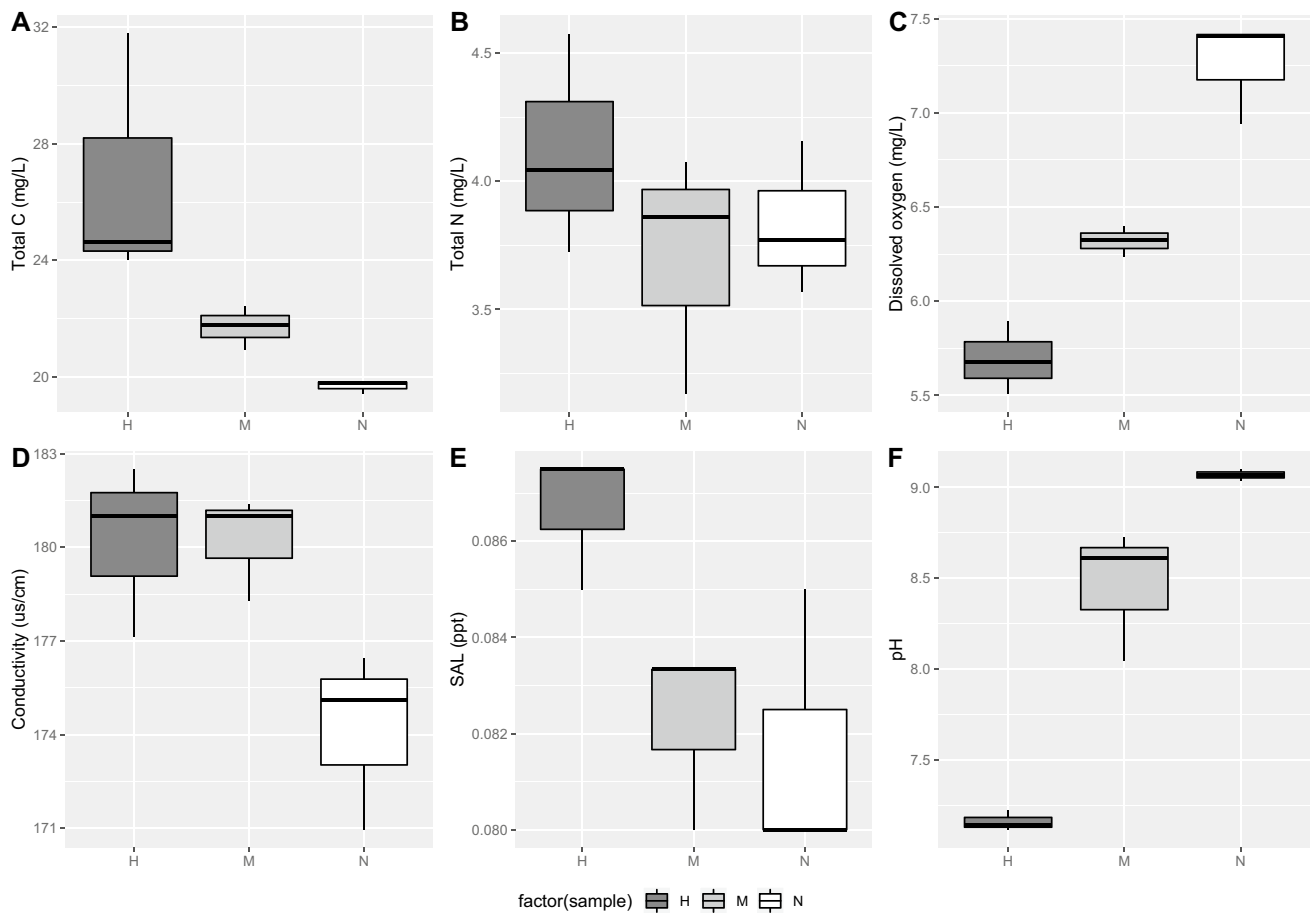 A
Total C (mg/L)
32
28
24
20
H M N
B
Total N (mg/L)
4.5
4.0
3.5
H M N
C
Dissolved oxygen (mg/L)
7.5
7.0
6.5
6.0
5.5
H M N
D
Conductivity (us/cm)
183
180
177
174
171
H M N
E
SAL (ppt)
0.086
0.084
0.082
0.080
H M N
F
pH
9.0
8.5
8.0
7.5
H M N
factor(sample) H M N